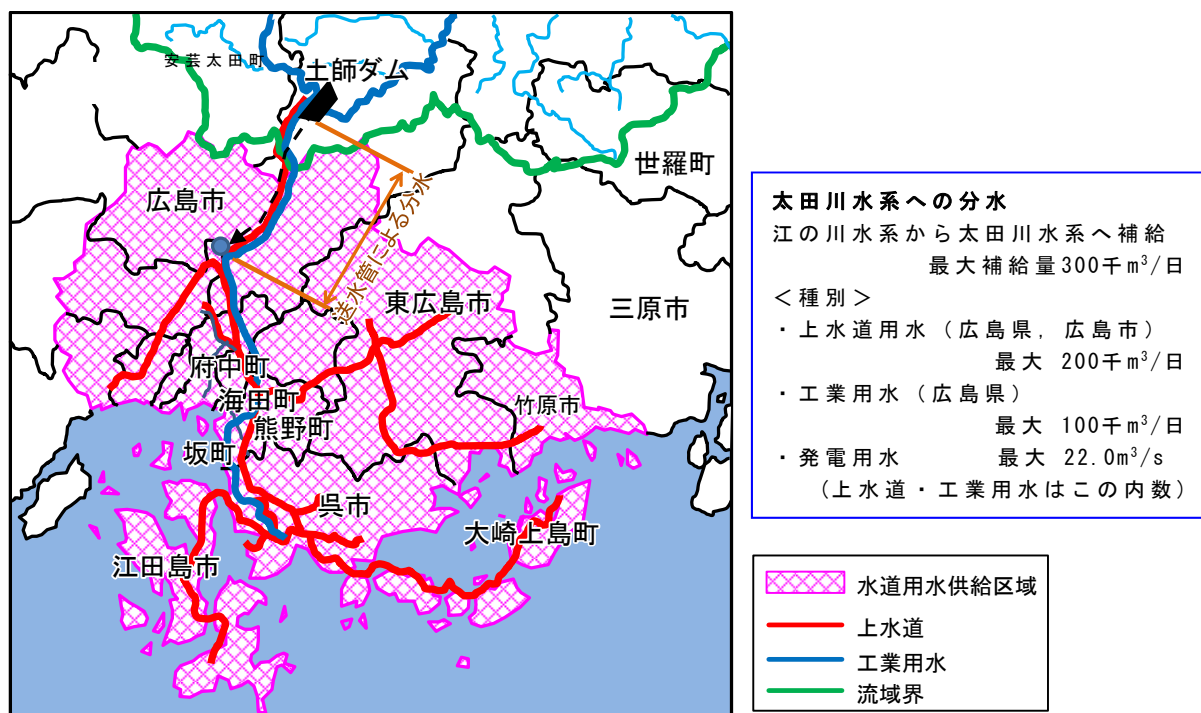 安芸太田町
土師ダム
世羅町
広島市
送水管による分水
東広島市
三原市
府中町
海田町
竹原市
熊野町
坂町
呉市
大崎上島町
江田島市
太田川水系への分水
江の川水系から太田川水系へ補給
最大補給量300千m³/日
＜種別＞
・上水道用水（広島県，広島市）
最大 200千m³/日
・工業用水（広島県）
最大 100千m³/日
・発電用水 最大 22.0m³/s
（上水道・工業用水はこの内数）
水道用水供給区域
上水道
工業用水
流域界